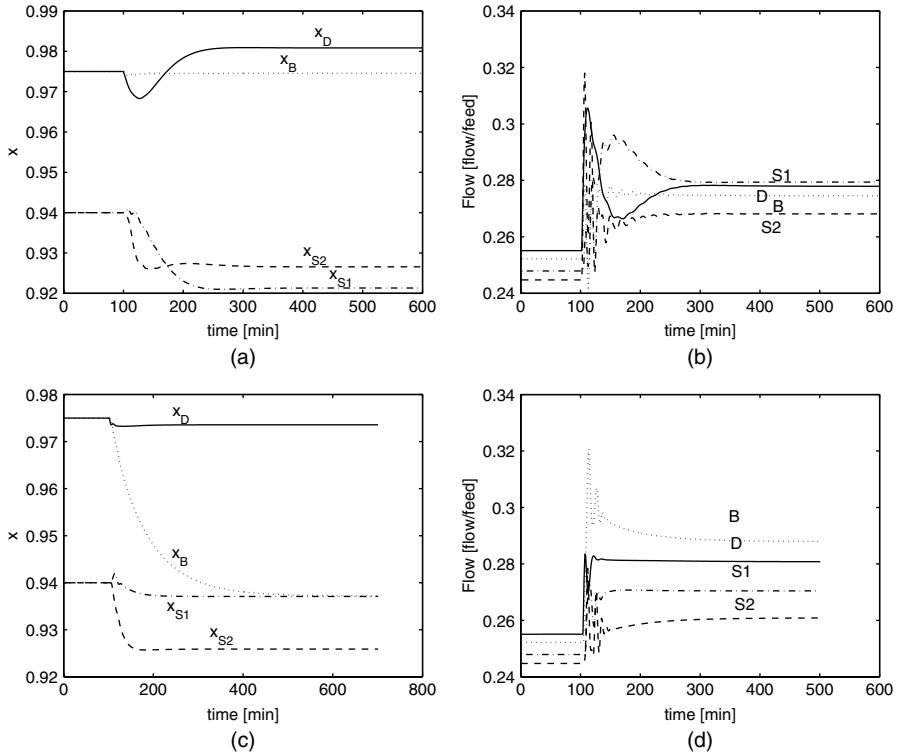 0.99
0.98
0.97
0.96
0.95
0.94
0.93
0.92
x
x_D
x_B
x_S2
x_S1
0 100 200 300 400 500 600
time [min]
(a)
0.34
0.32
0.3
0.28
0.26
0.24
Flow [flow/feed]
S1
D
B
S2
0 100 200 300 400 500 600
time [min]
(b)
0.98
0.97
0.96
0.95
0.94
0.93
0.92
x
x_D
x_B
x_S1
x_S2
0 200 400 600 800
time [min]
(c)
0.34
0.32
0.3
0.28
0.26
0.24
Flow [flow/feed]
B
D
S1
S2
0 100 200 300 400 500 600
time [min]
(d)